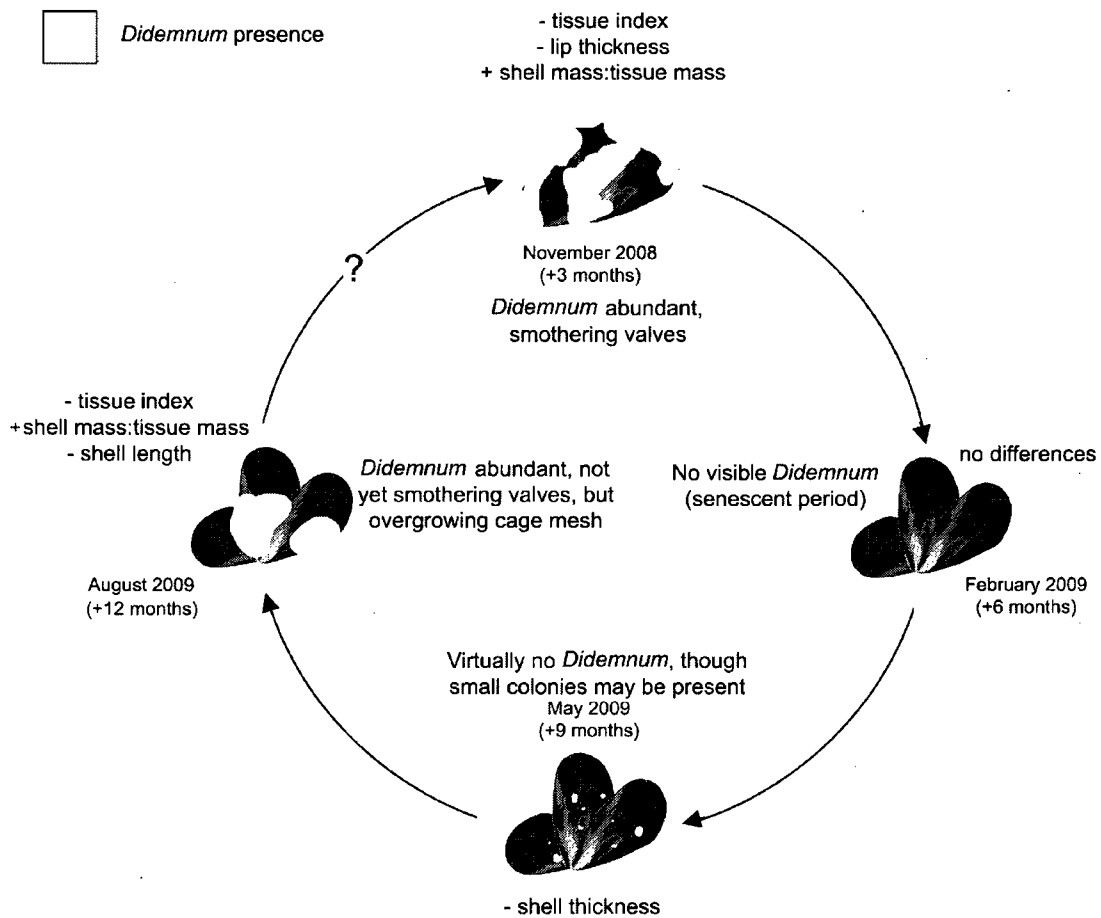 Didemnum presence
- tissue index
- lip thickness
+ shell mass:tissue mass
November 2008
(+3 months)
Didemnum abundant,
smothering valves
?
no differences
No visible Didemnum
(senescent period)
February 2009
(+6 months)
Virtually no Didemnum, though
small colonies may be present
May 2009
(+9 months)
- shell thickness
- tissue index
+shell mass:tissue mass
- shell length
Didemnum abundant, not
yet smothering valves, but
overgrowing cage mesh
August 2009
(+12 months)